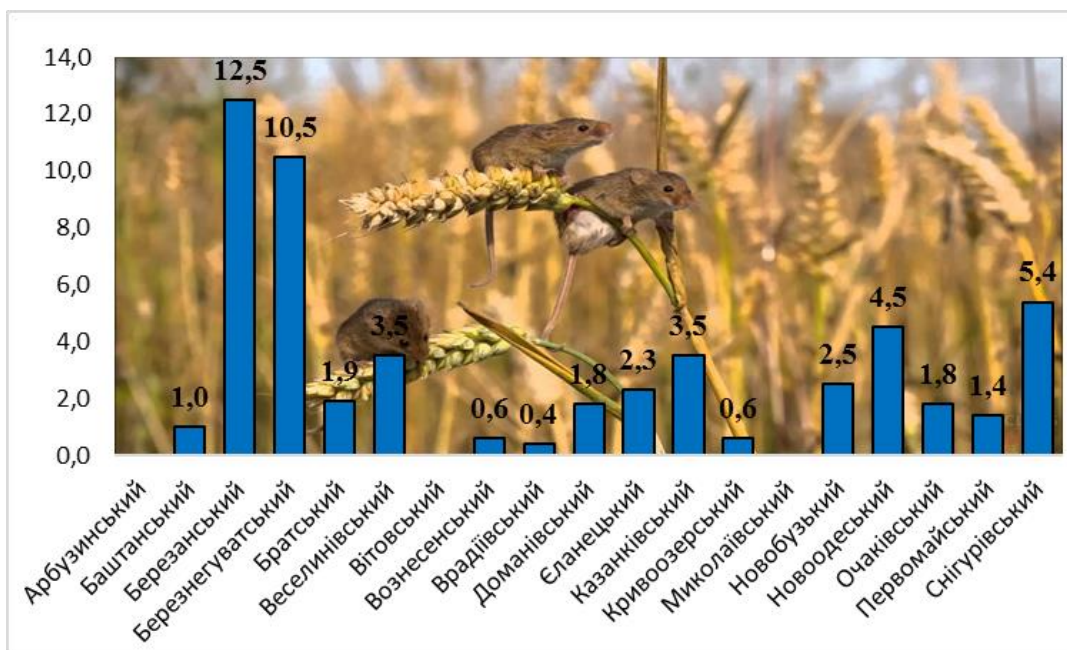 14,0
12,0
10,0
8,0
6,0
4,0
2,0
0,0
1,0
12,5
10,5
1,9
3,5
0,6
0,4
1,8
2,3
3,5
0,6
2,5
4,5
1,8
1,4
5,4
Арбузинський
Баштанський
Березанський
Березнегуватський
Братський
Веселинівський
Вітовський
Вознесенський
Врадіївський
Доманівський
Єланецький
Казанківський
Кривоозерський
Миколаївський
Новобузький
Новоодеський
Очаківський
Первомайський
Снігурівський